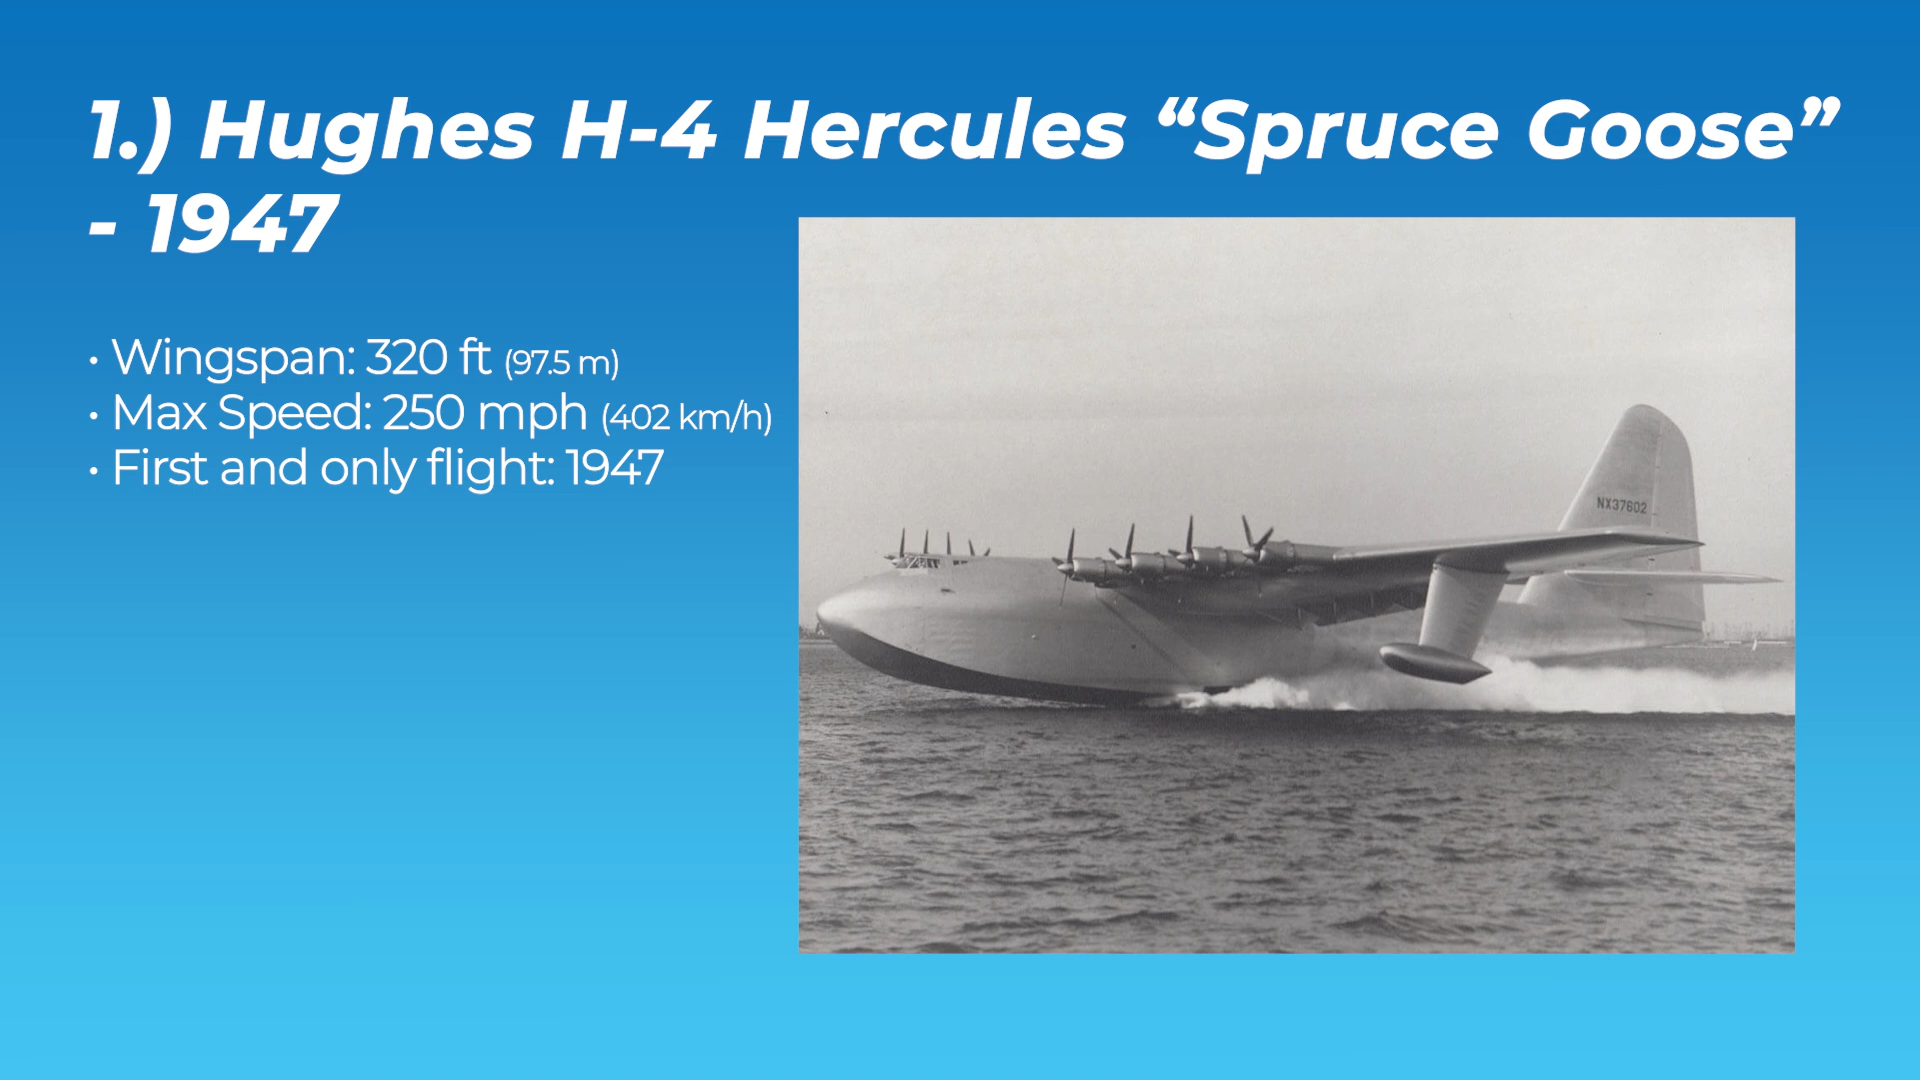 1.) Hughes H-4 Hercules “Spruce Goose”
- 1947
• Wingspan: 320 ft (97.5 m)
• Max Speed: 250 mph (402 km/h)
• First and only flight: 1947
NX37602